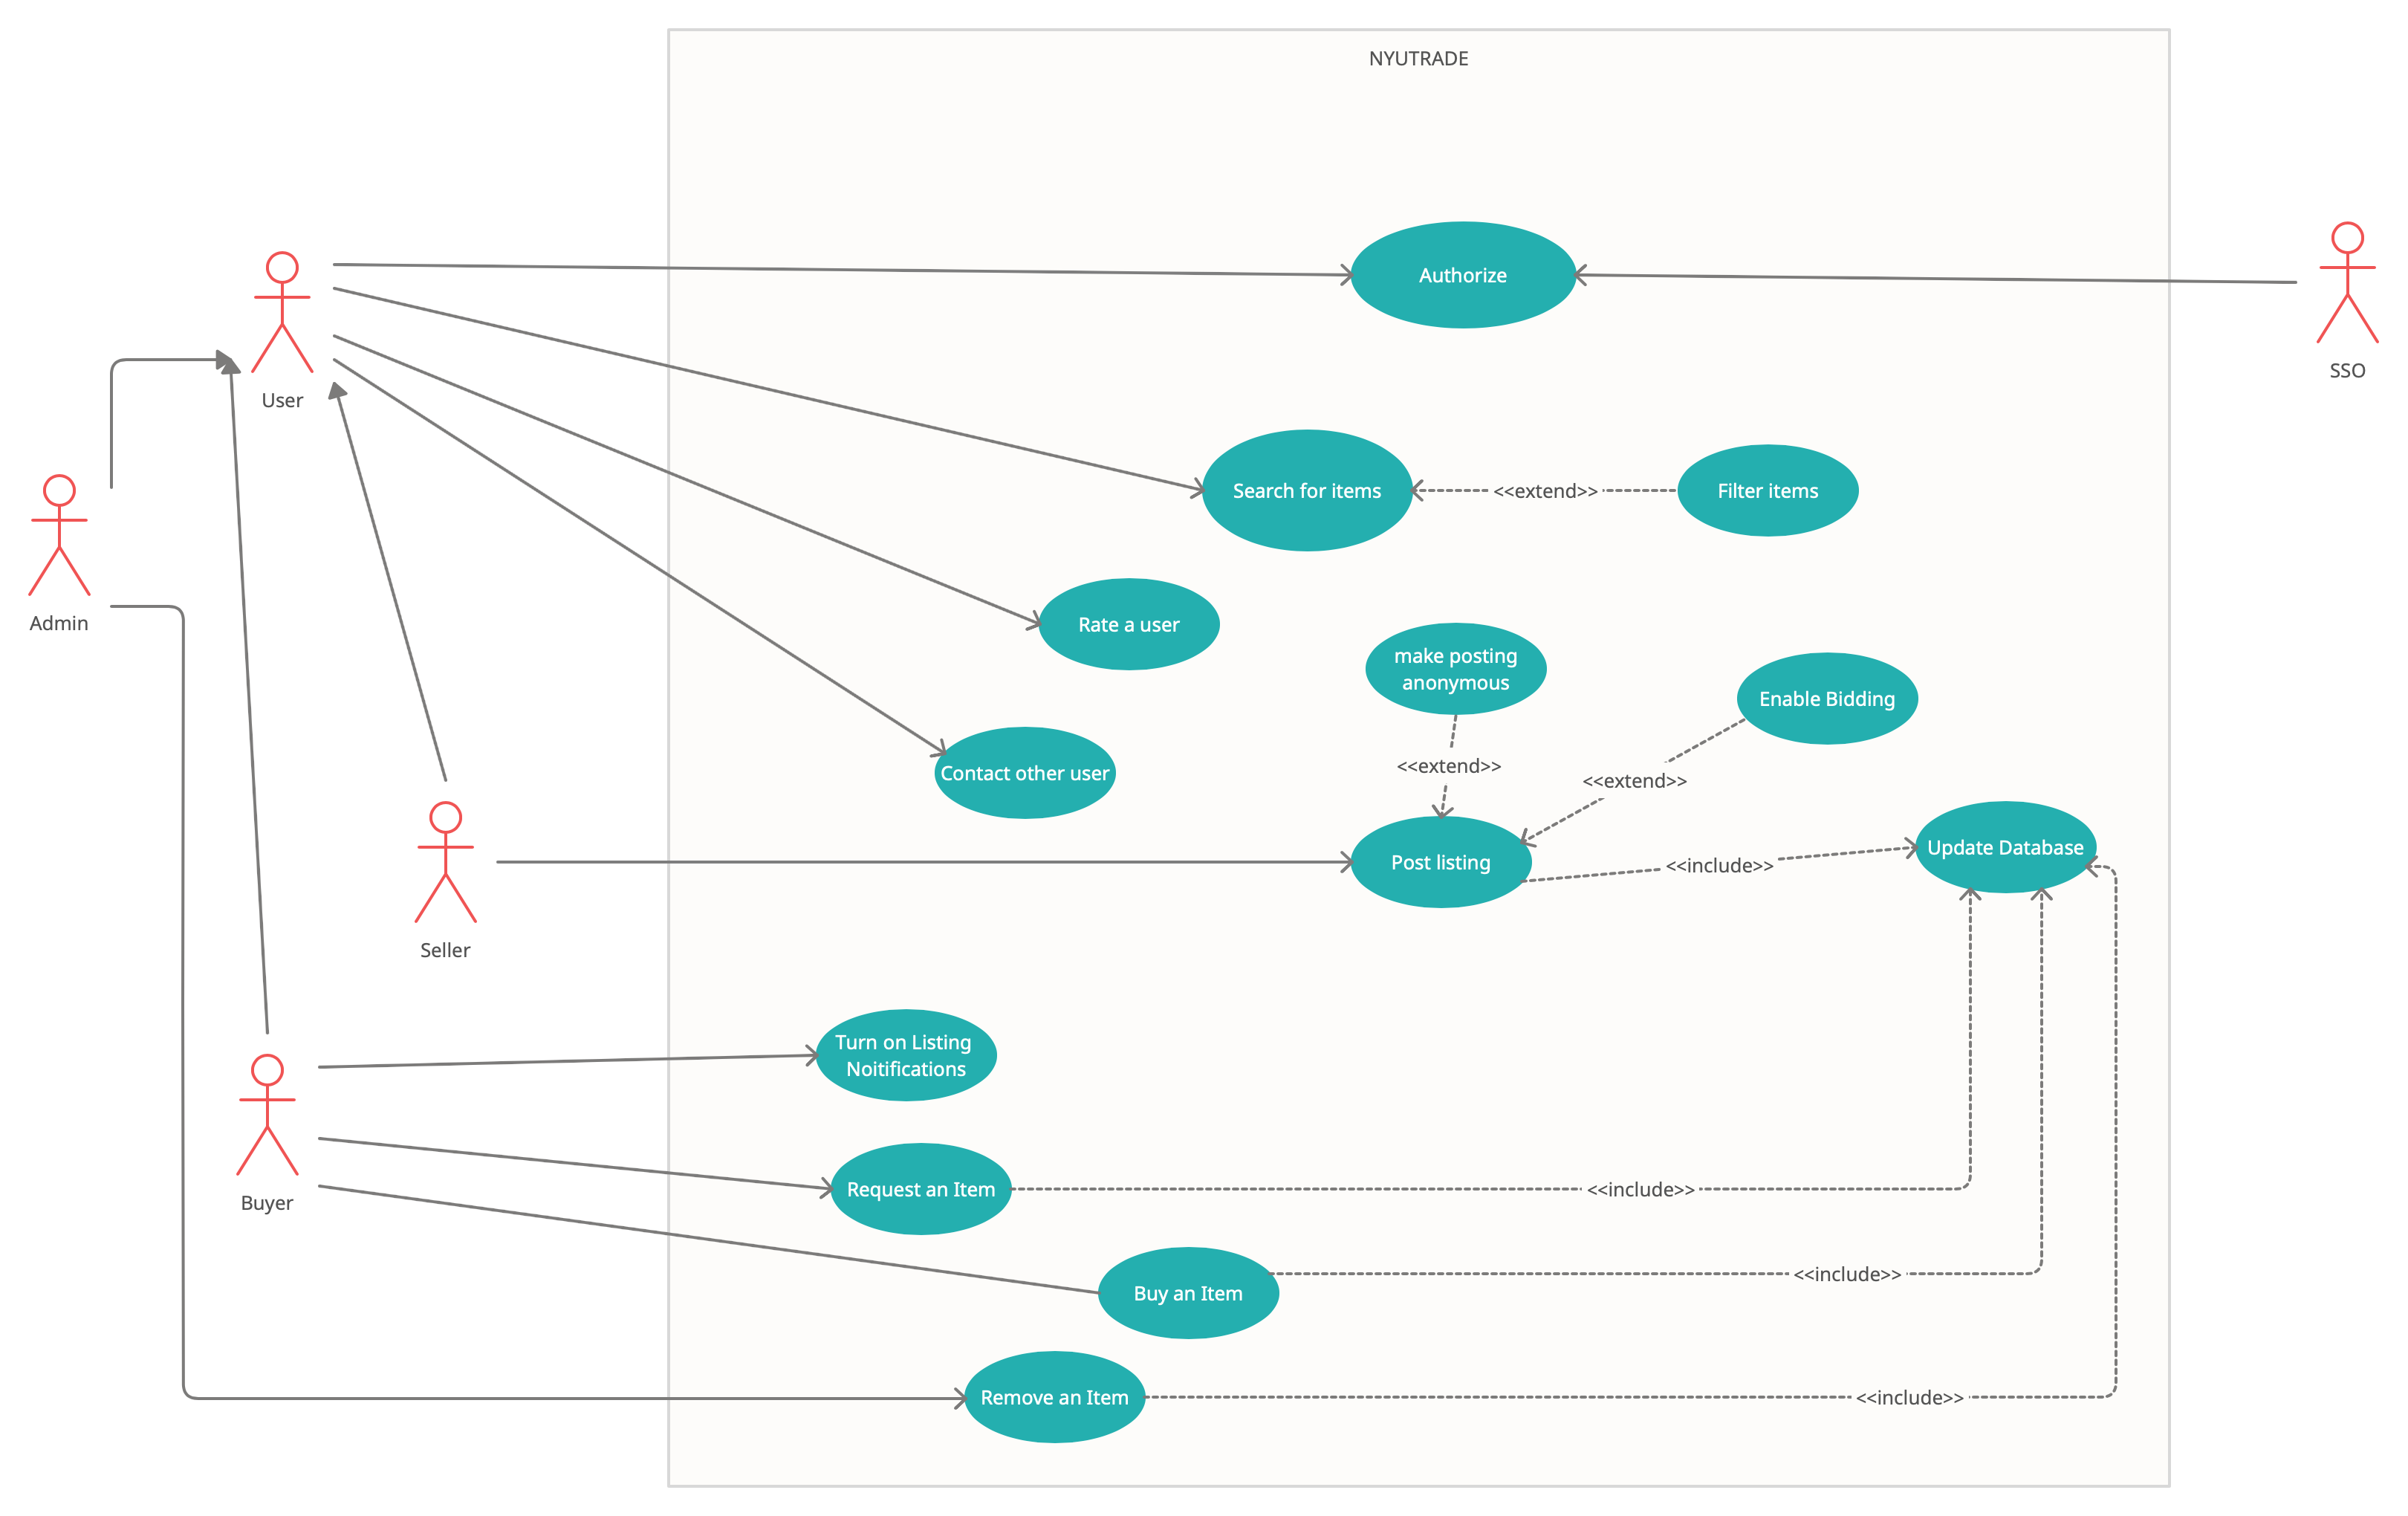 NYUTRADE
Authorize
SSO
User
Search for items
<<extend>>
Filter items
Admin
Rate a user
make posting
anonymous
Enable Bidding
Contact other user
<<extend>>
<<extend>>
Post listing
<<include>>
Update Database
Seller
Turn on Listing
Noitifications
Buyer
Request an Item
<<include>>
Buy an Item
<<include>>
Remove an Item
<<include>>